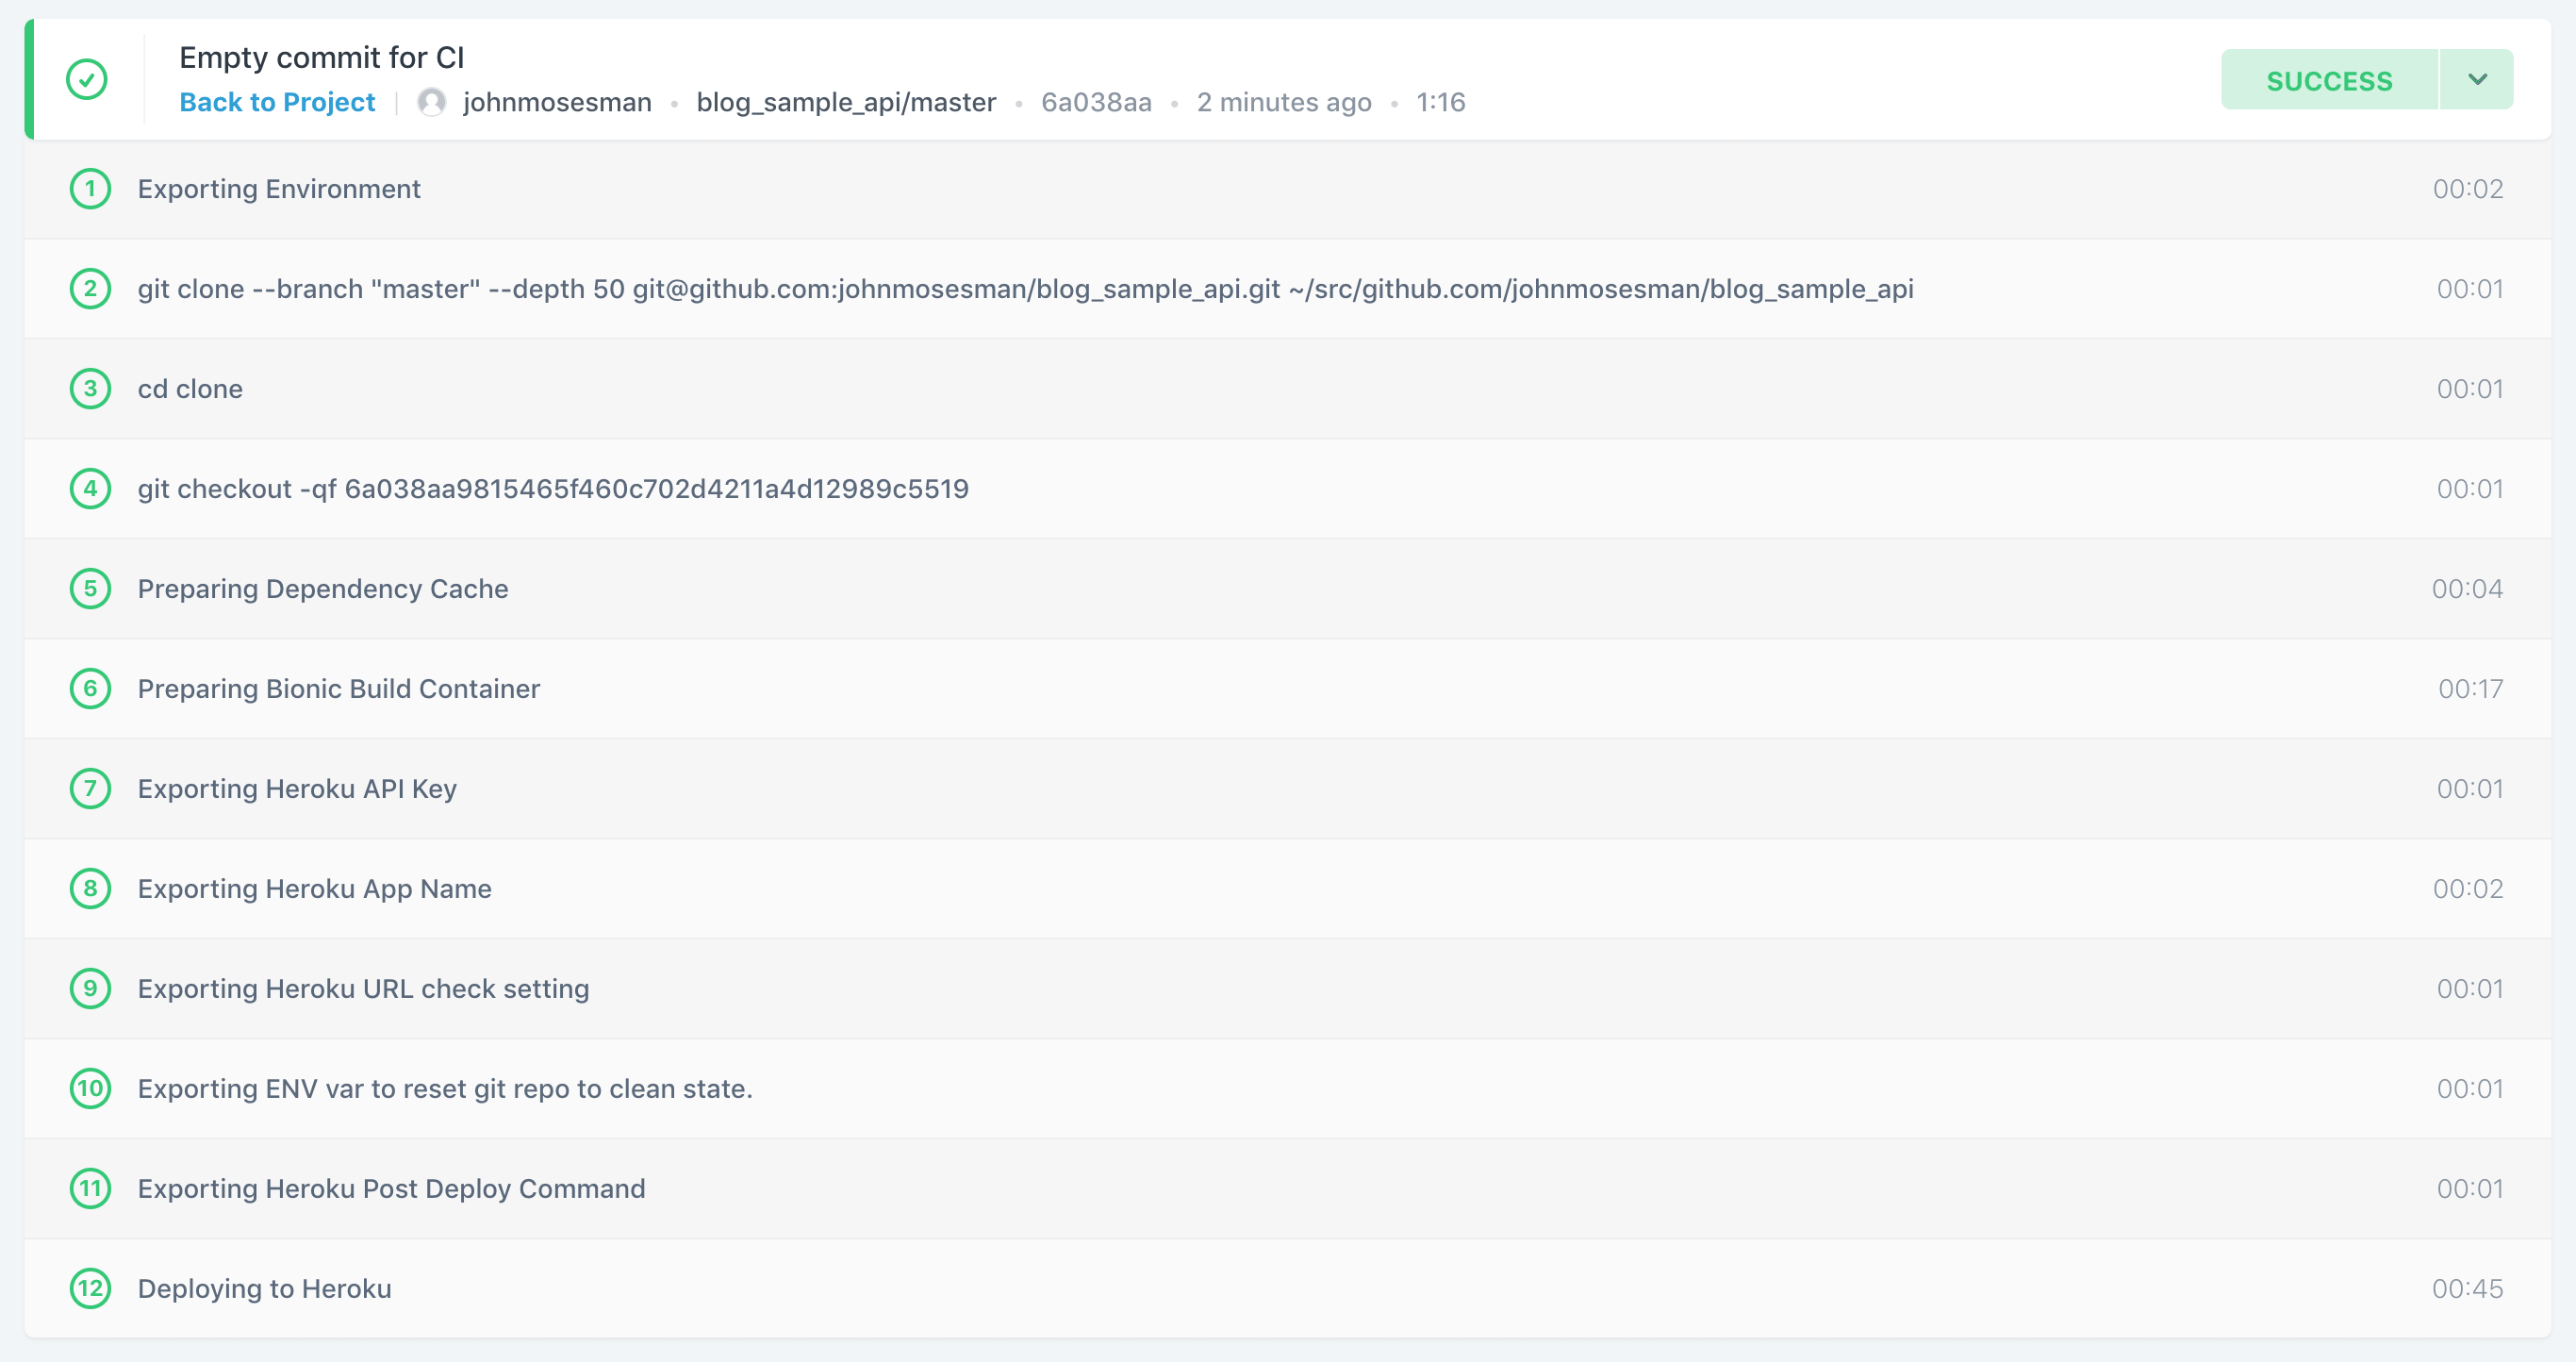 Empty commit for CI
Back to Project | johnmosesman • blog_sample_api/master • 6a038aa • 2 minutes ago • 1:16
SUCCESS
1 Exporting Environment 00:02
2 git clone --branch "master" --depth 50 git@github.com:johnmosesman/blog_sample_api.git ~/src/github.com/johnmosesman/blog_sample_api 00:01
3 cd clone 00:01
4 git checkout -qf 6a038aa9815465f460c702d4211a4d12989c5519 00:01
5 Preparing Dependency Cache 00:04
6 Preparing Bionic Build Container 00:17
7 Exporting Heroku API Key 00:01
8 Exporting Heroku App Name 00:02
9 Exporting Heroku URL check setting 00:01
10 Exporting ENV var to reset git repo to clean state. 00:01
11 Exporting Heroku Post Deploy Command 00:01
12 Deploying to Heroku 00:45